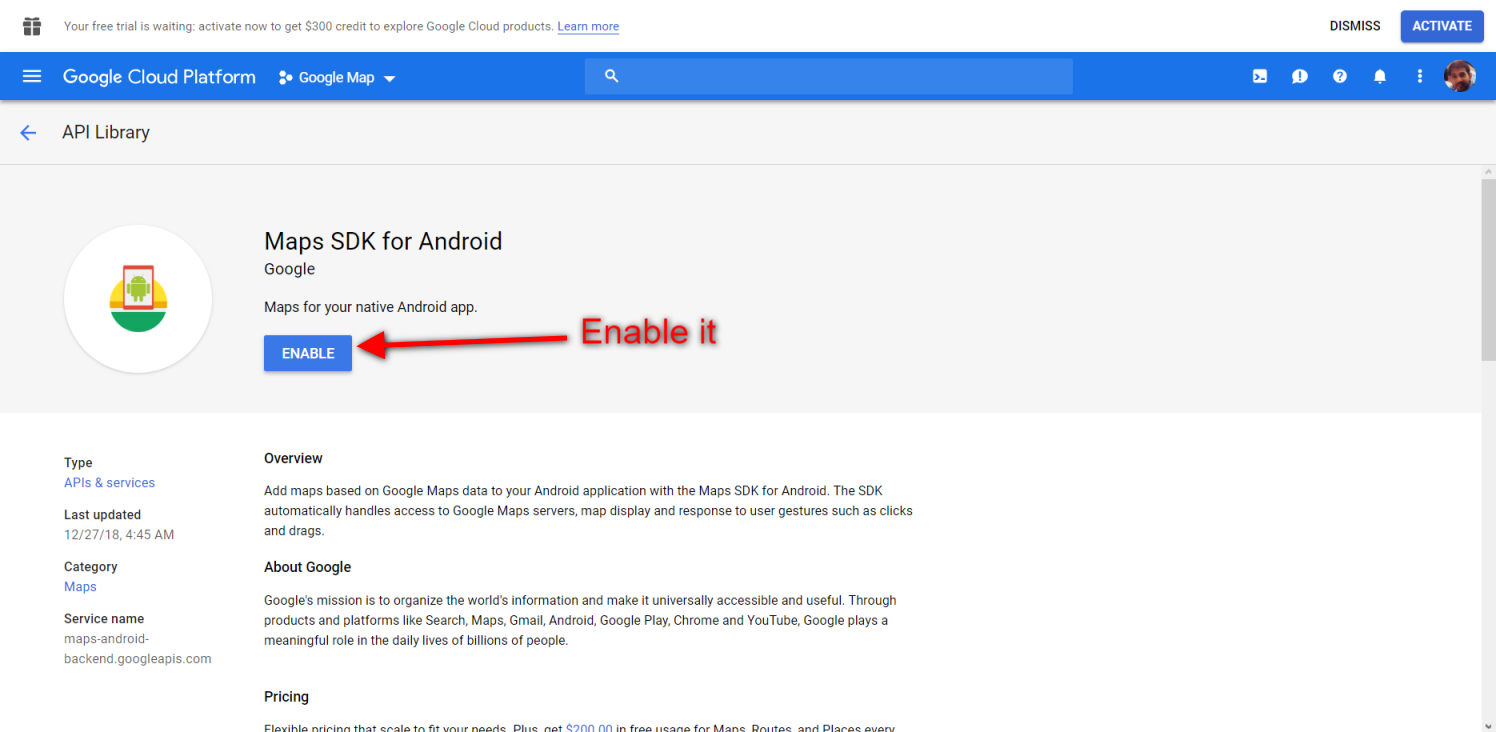 Your free trial is waiting: activate now to get $300 credit to explore Google Cloud products. Learn more
DISMISS
ACTIVATE
Google Cloud Platform
Google Map
API Library
Maps SDK for Android
Google
Maps for your native Android app.
ENABLE
Enable it
Type
APIs & services
Last updated
12/27/18, 4:45 AM
Category
Maps
Service name
maps-android-
backend.googleapis.com
Overview
Add maps based on Google Maps data to your Android application with the Maps SDK for Android. The SDK
automatically handles access to Google Maps servers, map display and response to user gestures such as clicks
and drags.
About Google
Google's mission is to organize the world's information and make it universally accessible and useful. Through
products and platforms like Search, Maps, Gmail, Android, Google Play, Chrome and YouTube, Google plays a
meaningful role in the daily lives of billions of people.
Pricing
Flexible pricing that scale to fit your needs. Plus, get $200.00 in free usage for Maps, Routes, and Places every